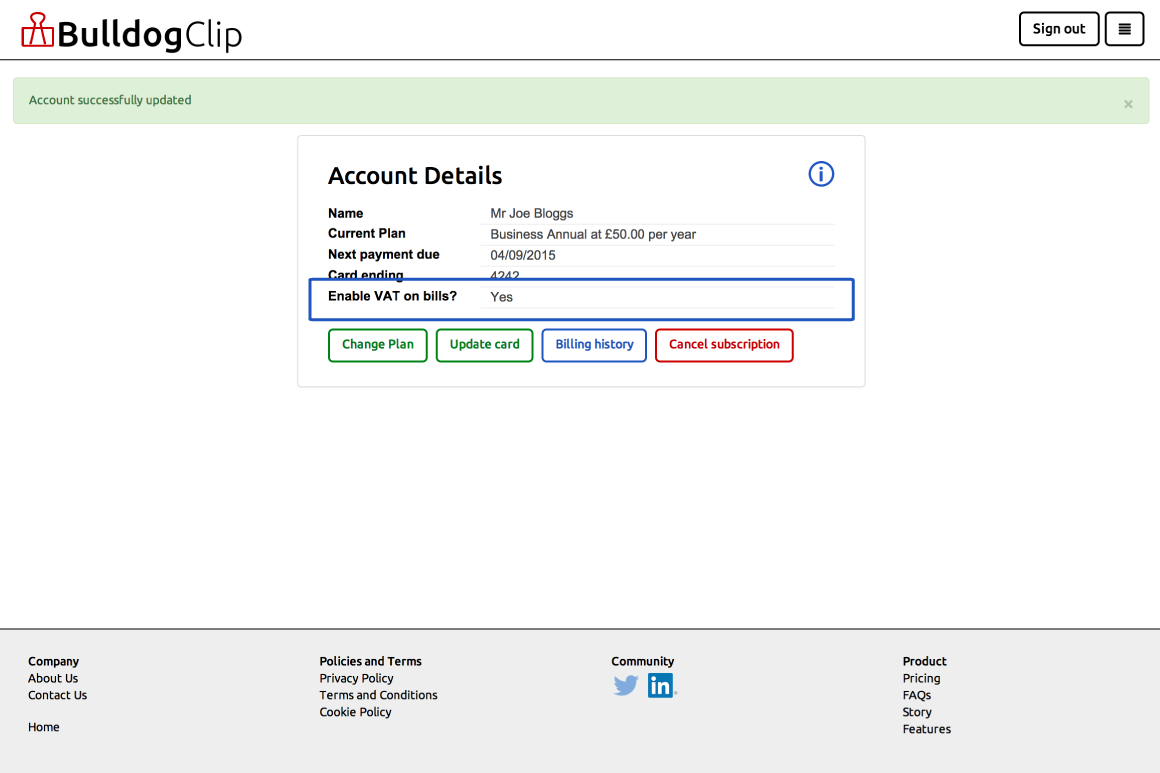 BulldogClip
Sign out
Account successfully updated
×
Account Details
Name Mr Joe Bloggs
Current Plan Business Annual at £50.00 per year
Next payment due 04/09/2015
Card ending 4242
Enable VAT on bills? Yes
Change Plan Update card Billing history Cancel subscription
Company
About Us
Contact Us
Home
Policies and Terms
Privacy Policy
Terms and Conditions
Cookie Policy
Community
in
Product
Pricing
FAQs
Story
Features